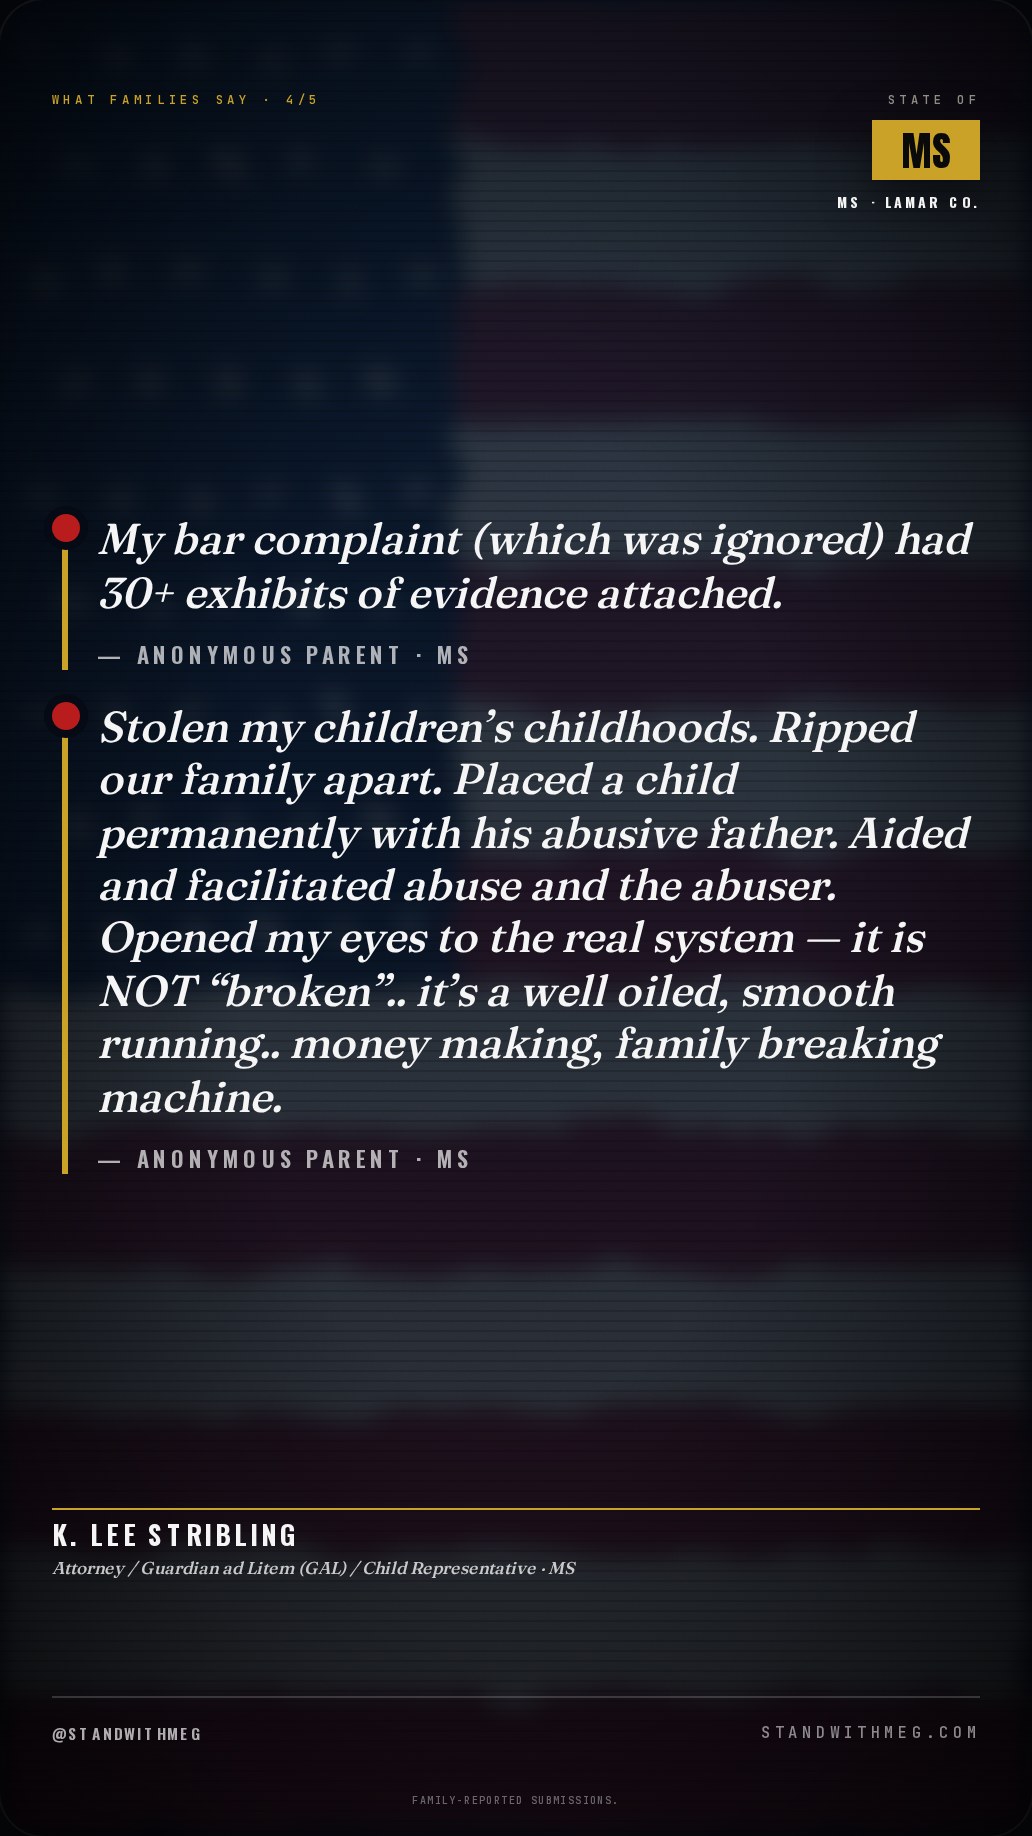 WHAT FAMILIES SAY · 4/5
STATE OF
MS
MS · LAMAR CO.
My bar complaint (which was ignored) had
30+ exhibits of evidence attached.
— ANONYMOUS PARENT · MS
Stolen my children’s childhoods. Ripped
our family apart. Placed a child
permanently with his abusive father. Aided
and facilitated abuse and the abuser.
Opened my eyes to the real system — it is
NOT “broken”.. it’s a well oiled, smooth
running.. money making, family breaking
machine.
— ANONYMOUS PARENT · MS
K. LEE STRIBLING
Attorney / Guardian ad Litem (GAL) / Child Representative · MS
@STANDWITHMEG
STANDWITHMEG.COM
FAMILY-REPORTED SUBMISSIONS.